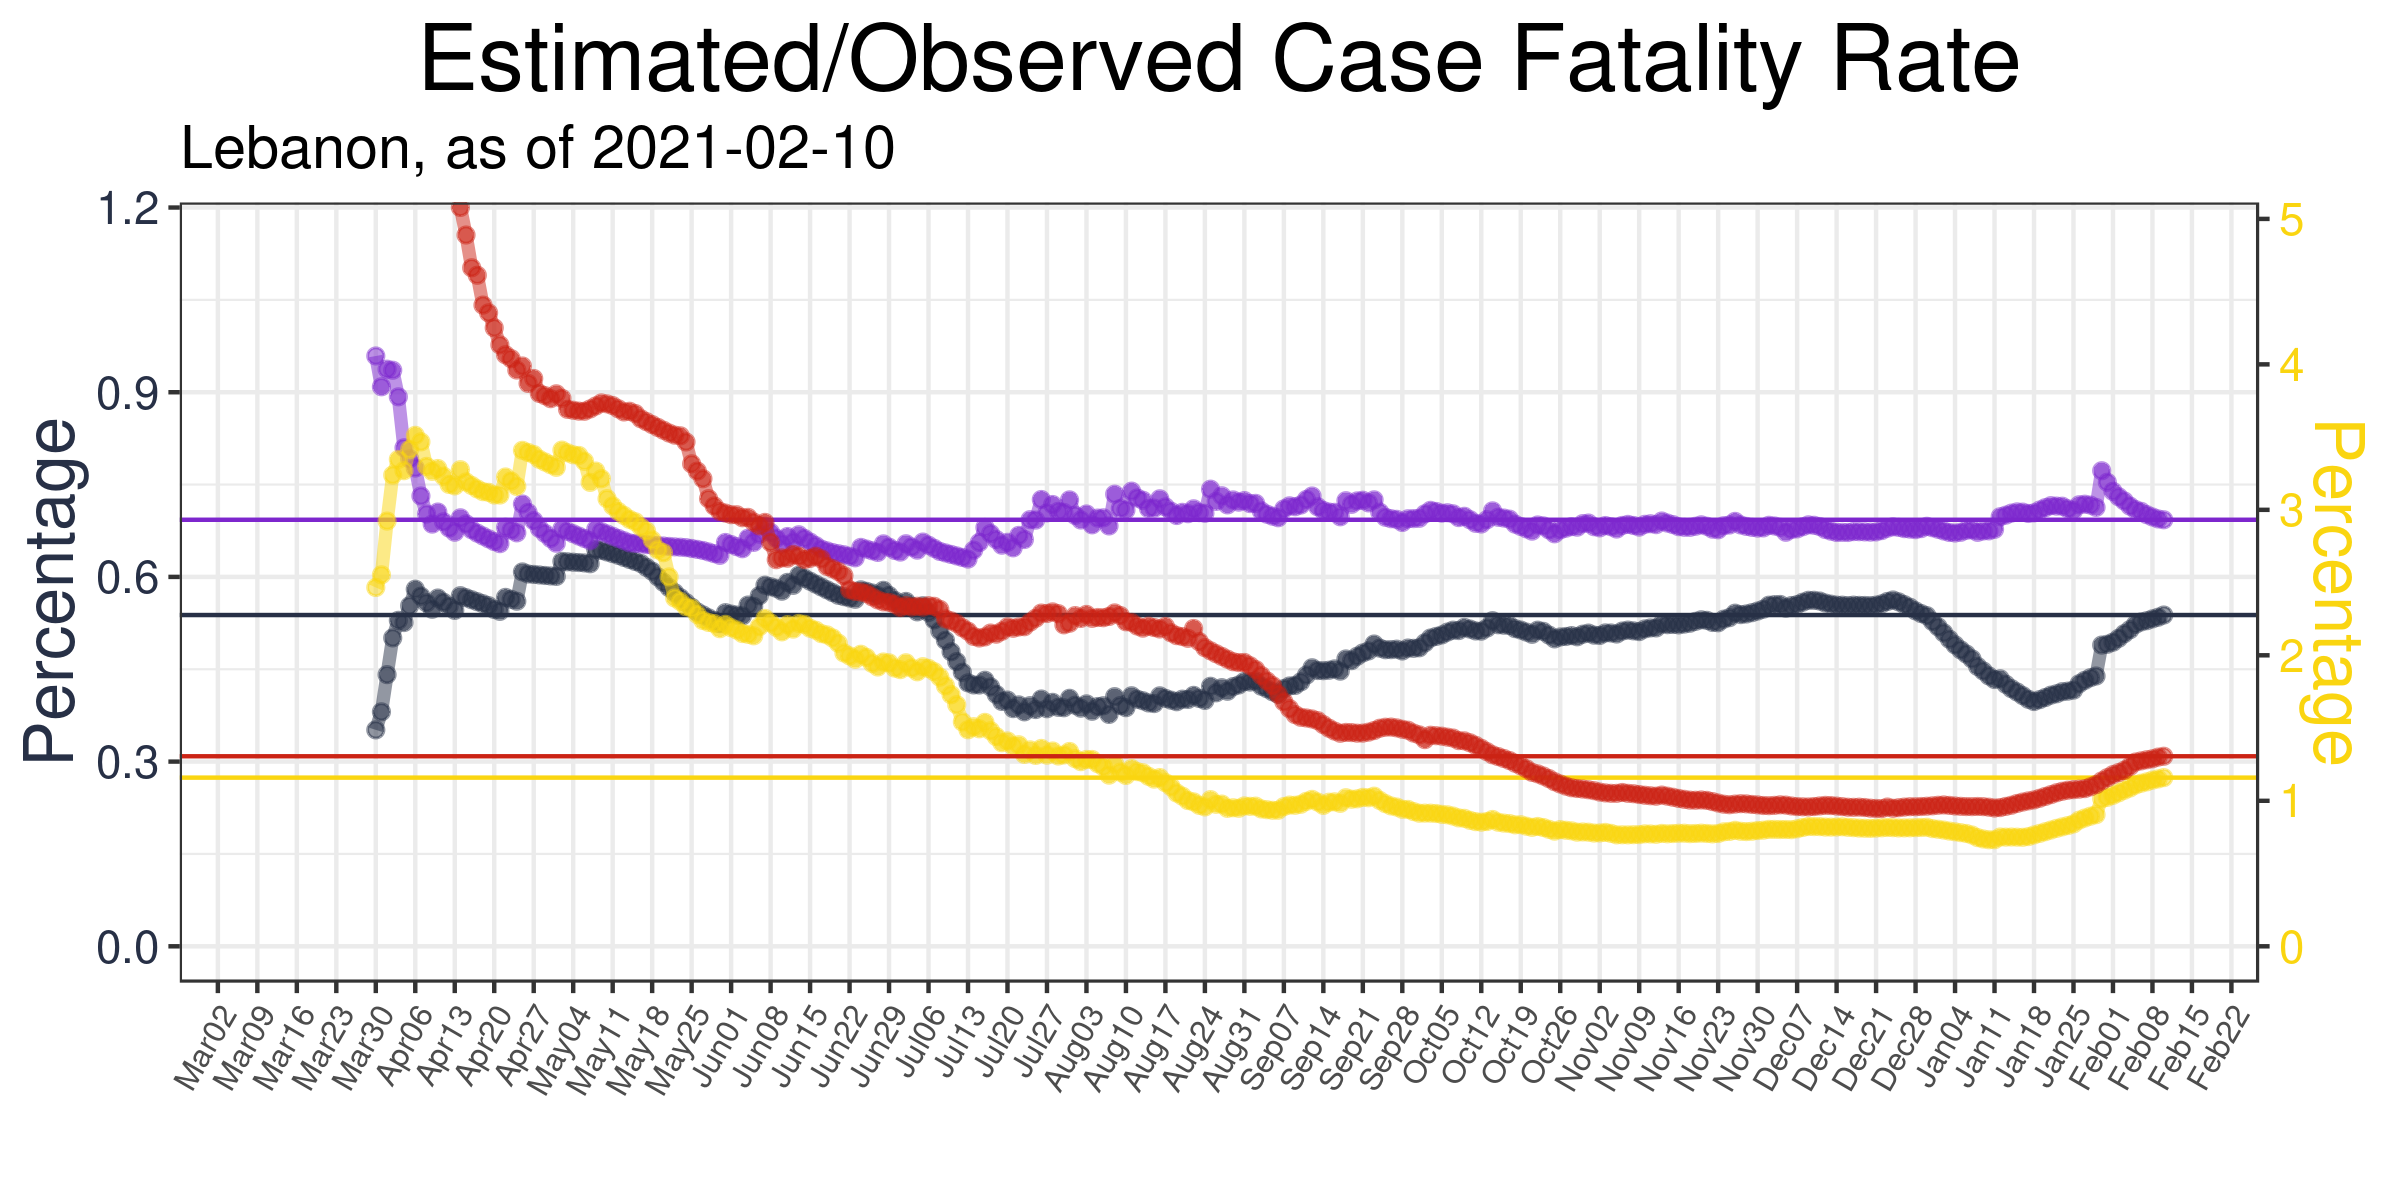 Estimated/Observed Case Fatality Rate
Lebanon, as of 2021-02-10
Percentage
1.2
0.9
0.6
0.3
0.0
5
4
3
2
1
0
Percentage
Mar02 Mar09 Mar16 Mar23 Mar30 Apr06 Apr13 Apr20 Apr27 May04 May11 May18 May25 Jun01 Jun08 Jun15 Jun22 Jun29 Jul06 Jul13 Jul20 Jul27 Aug03 Aug10 Aug17 Aug24 Aug31 Sep07 Sep14 Sep21 Sep28 Oct05 Oct12 Oct19 Oct26 Nov02 Nov09 Nov16 Nov23 Nov30 Dec07 Dec14 Dec21 Dec28 Jan04 Jan11 Jan18 Jan25 Feb01 Feb08 Feb15 Feb22